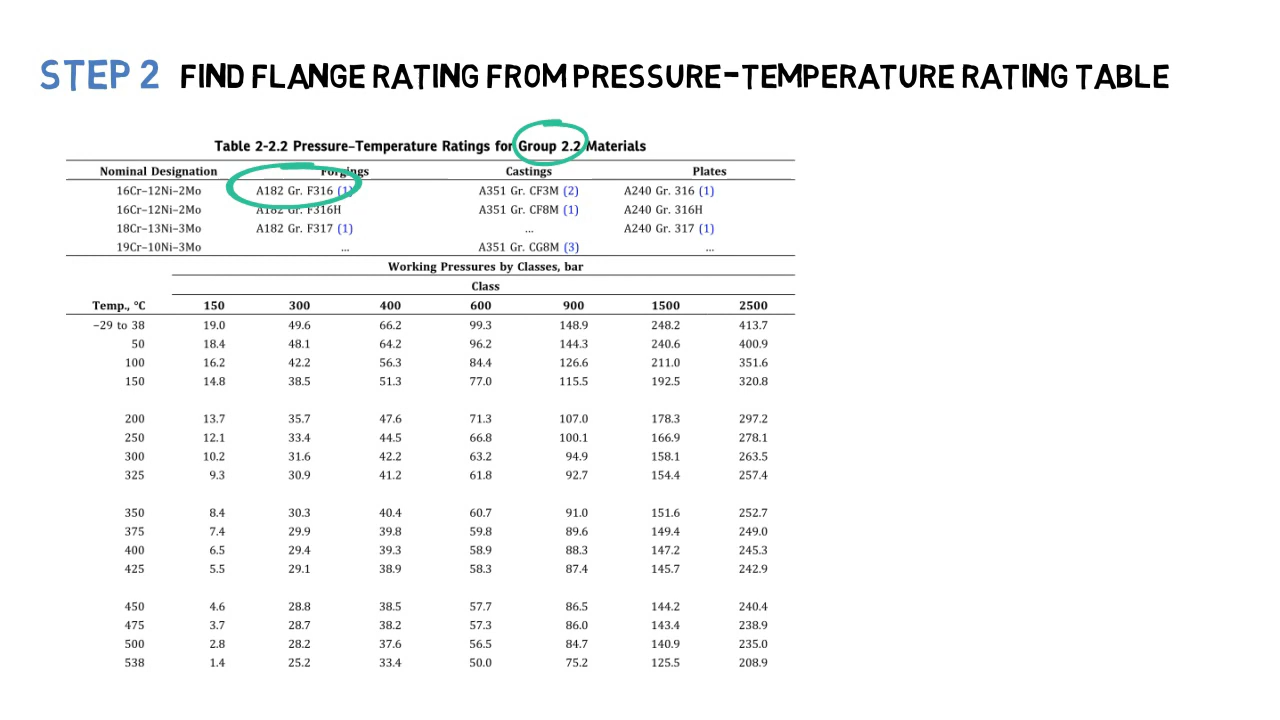 STEP 2 FIND FLANGE RATING FROM PRESSURE-TEMPERATURE RATING TABLE
Table 2-2.2 Pressure–Temperature Ratings for Group 2.2 Materials
Nominal Designation Forgings Castings Plates
16Cr–12Ni–2Mo A182 Gr. F316 (1) A351 Gr. CF3M (2) A240 Gr. 316 (1)
16Cr–12Ni–2Mo A182 Gr. F316H A351 Gr. CF8M (1) A240 Gr. 316H
18Cr–13Ni–3Mo A182 Gr. F317 (1) ... A240 Gr. 317 (1)
19Cr–10Ni–3Mo ... A351 Gr. CG8M (3) ...
Working Pressures by Classes, bar
Class
Temp., °C 150 300 400 600 900 1500 2500
−29 to 38 19.0 49.6 66.2 99.3 148.9 248.2 413.7
50 18.4 48.1 64.2 96.2 144.3 240.6 400.9
100 16.2 42.2 56.3 84.4 126.6 211.0 351.6
150 14.8 38.5 51.3 77.0 115.5 192.5 320.8
200 13.7 35.7 47.6 71.3 107.0 178.3 297.2
250 12.1 33.4 44.5 66.8 100.1 166.9 278.1
300 10.2 31.6 42.2 63.2 94.9 158.1 263.5
325 9.3 30.9 41.2 61.8 92.7 154.4 257.4
350 8.4 30.3 40.4 60.7 91.0 151.6 252.7
375 7.4 29.9 39.8 59.8 89.6 149.4 249.0
400 6.5 29.4 39.3 58.9 88.3 147.2 245.3
425 5.5 29.1 38.9 58.3 87.4 145.7 242.9
450 4.6 28.8 38.5 57.7 86.5 144.2 240.4
475 3.7 28.7 38.2 57.3 86.0 143.4 238.9
500 2.8 28.2 37.6 56.5 84.7 140.9 235.0
538 1.4 25.2 33.4 50.0 75.2 125.5 208.9